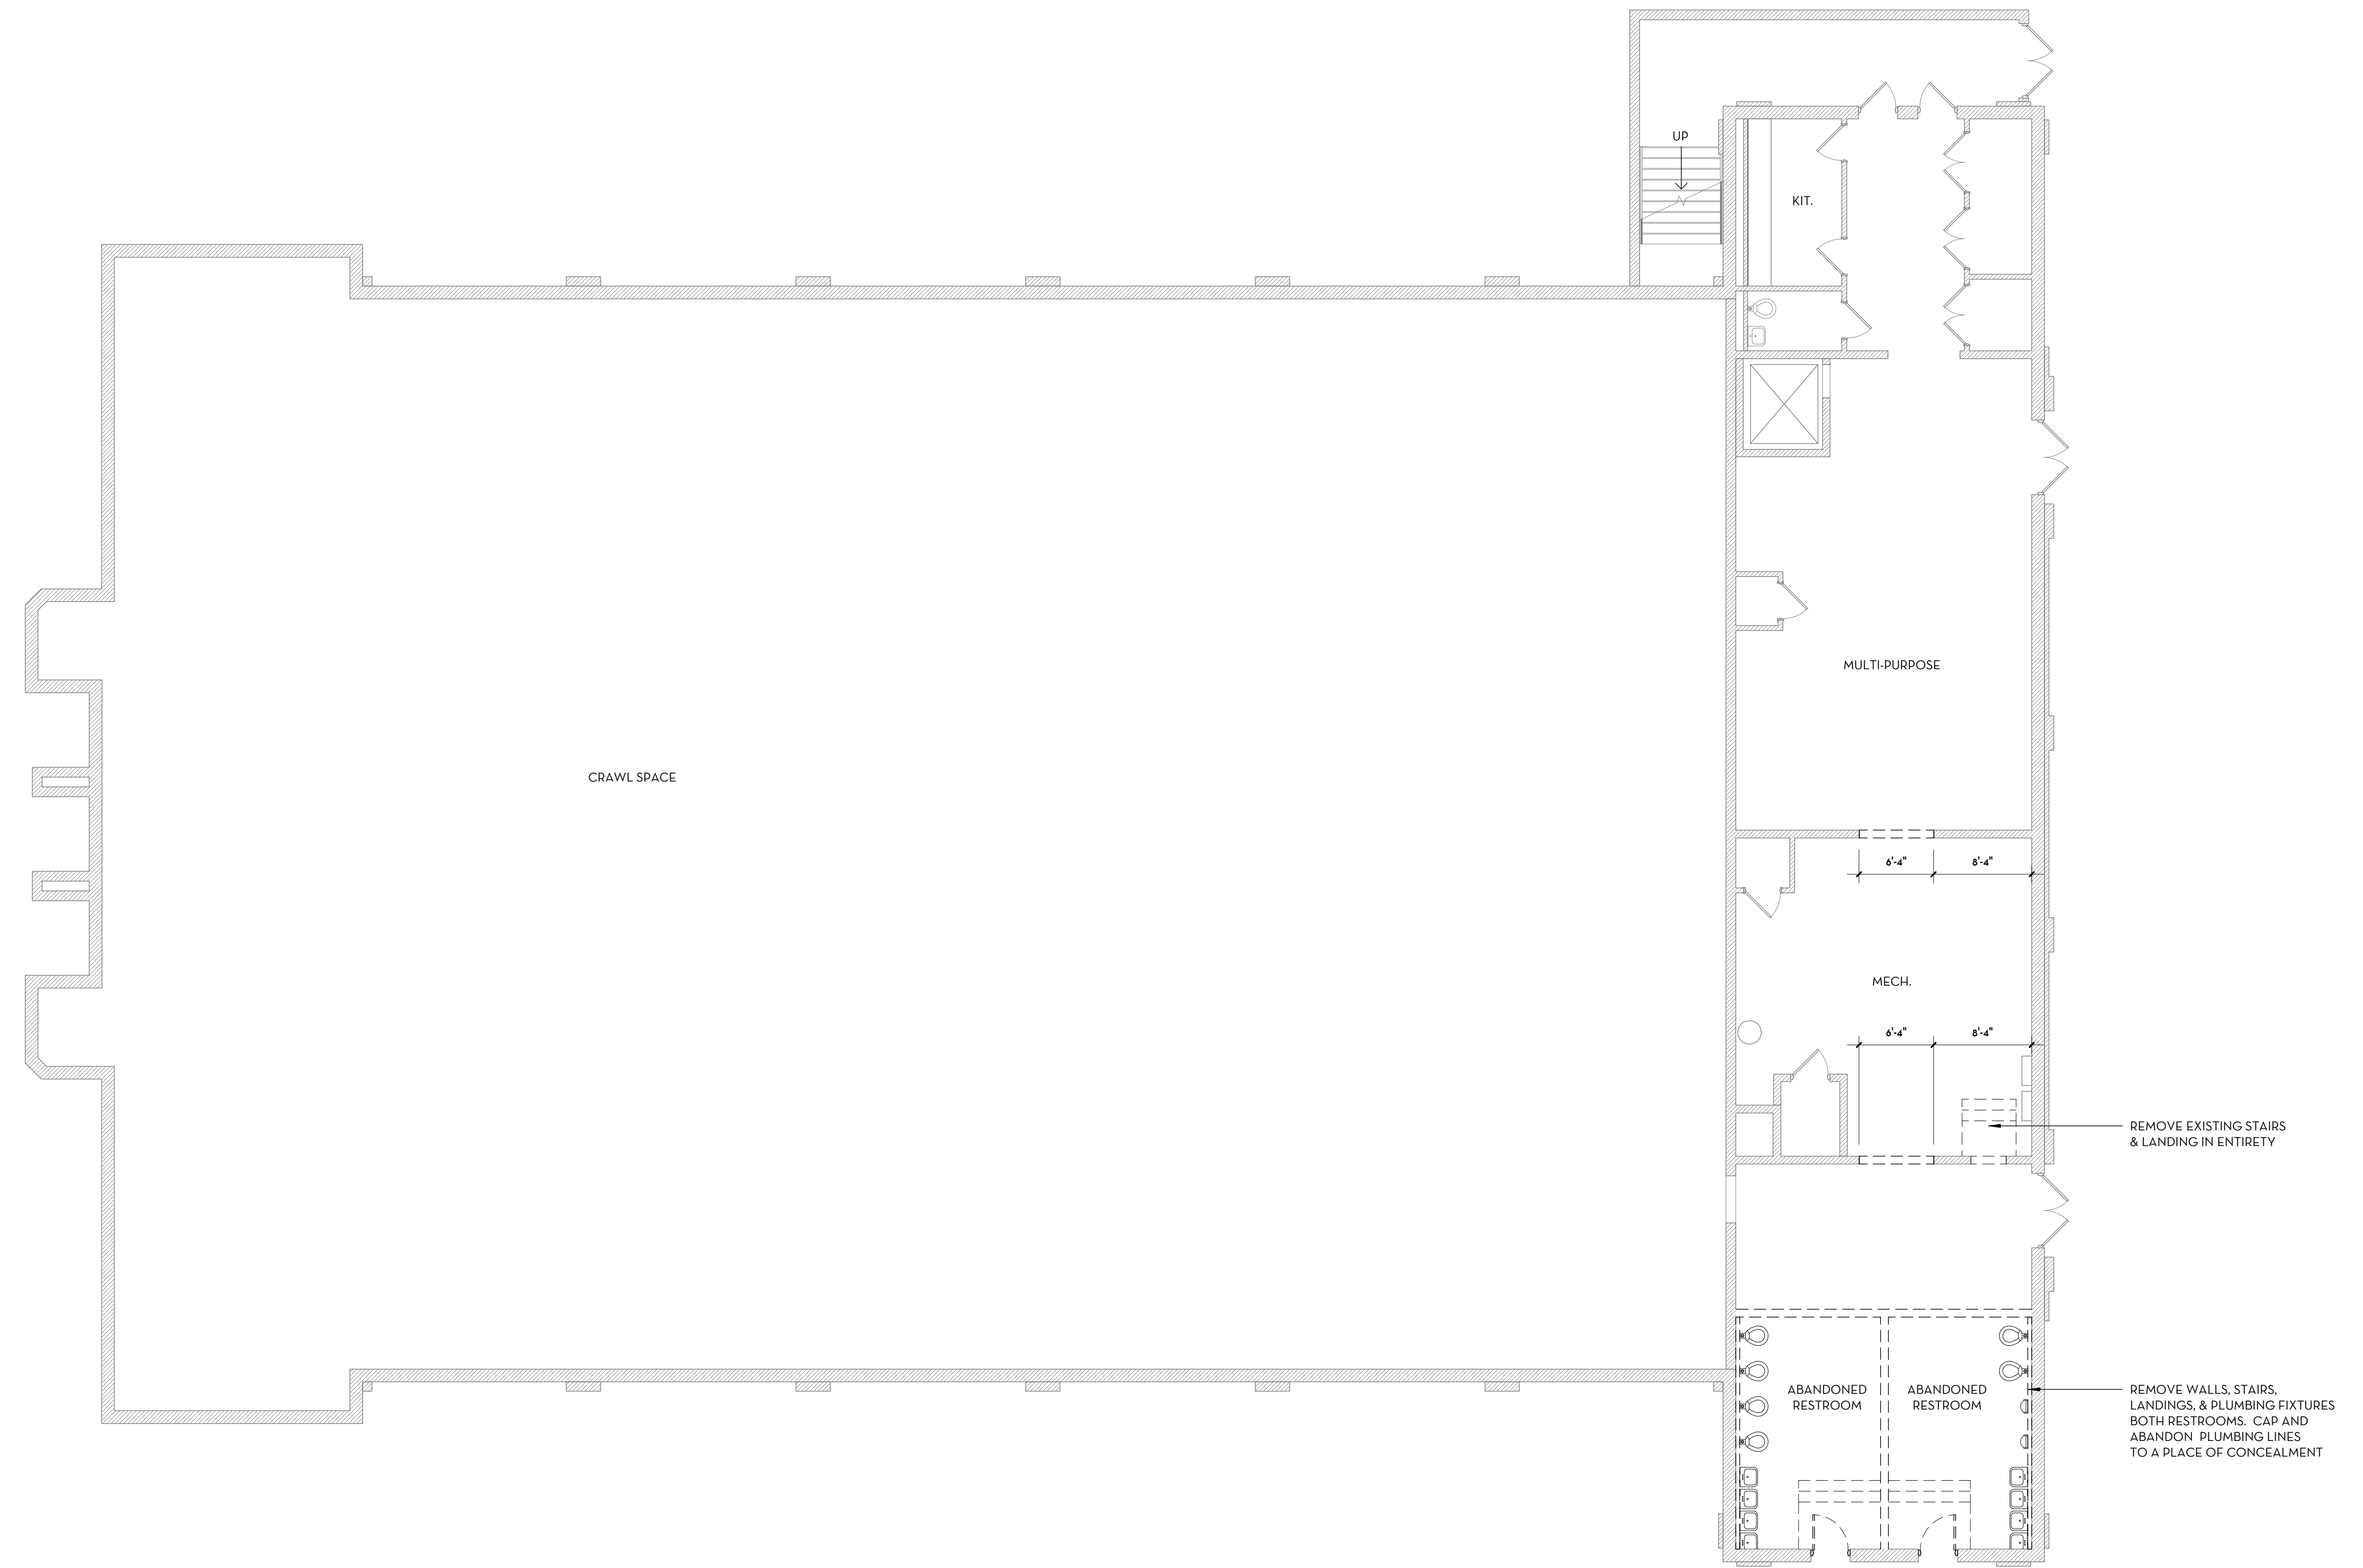 UP
KIT.
MULTI-PURPOSE
CRAWL SPACE
6'-4" 8'-4"
MECH.
6'-4" 8'-4"
REMOVE EXISTING STAIRS
& LANDING IN ENTIRETY
ABANDONED
RESTROOM
ABANDONED
RESTROOM
REMOVE WALLS, STAIRS,
LANDINGS, & PLUMBING FIXTURES
BOTH RESTROOMS.  CAP AND
ABANDON  PLUMBING LINES
TO A PLACE OF CONCEALMENT